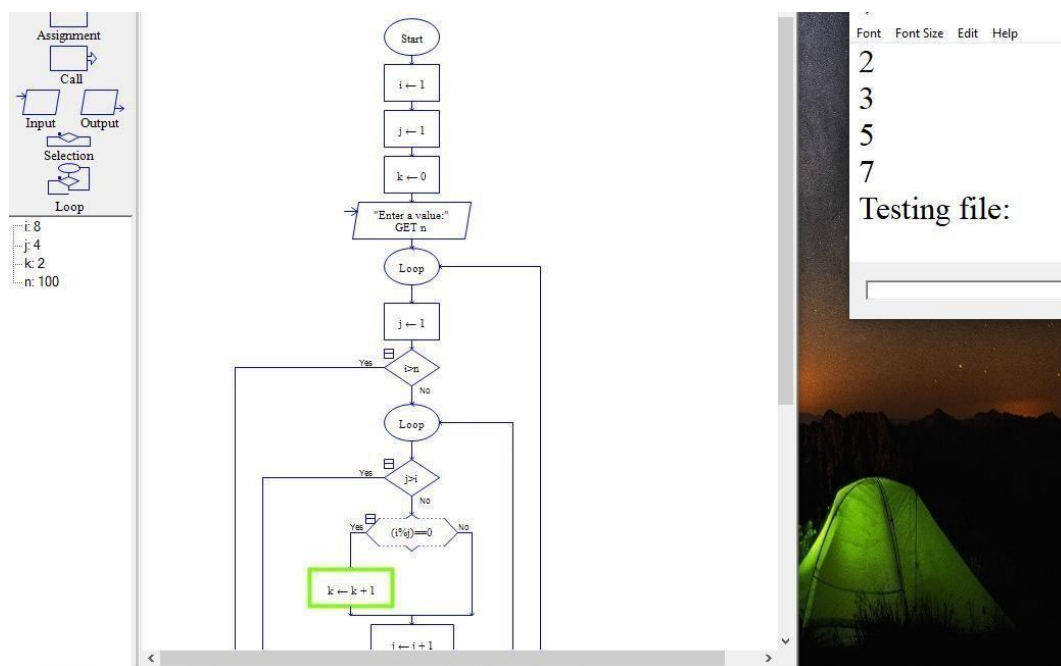 Assignment
Call
Input Output
Selection
Loop
i: 8
j: 4
k: 2
n: 100
Start
i ← 1
j ← 1
k ← 0
"Enter a value:"
GET n
Loop
j ← 1
Yes
i>n
No
Loop
Yes
j>i
No
Yes
(i%j)==0
No
k ← k + 1
Font Font Size Edit Help
2
3
5
7
Testing file: